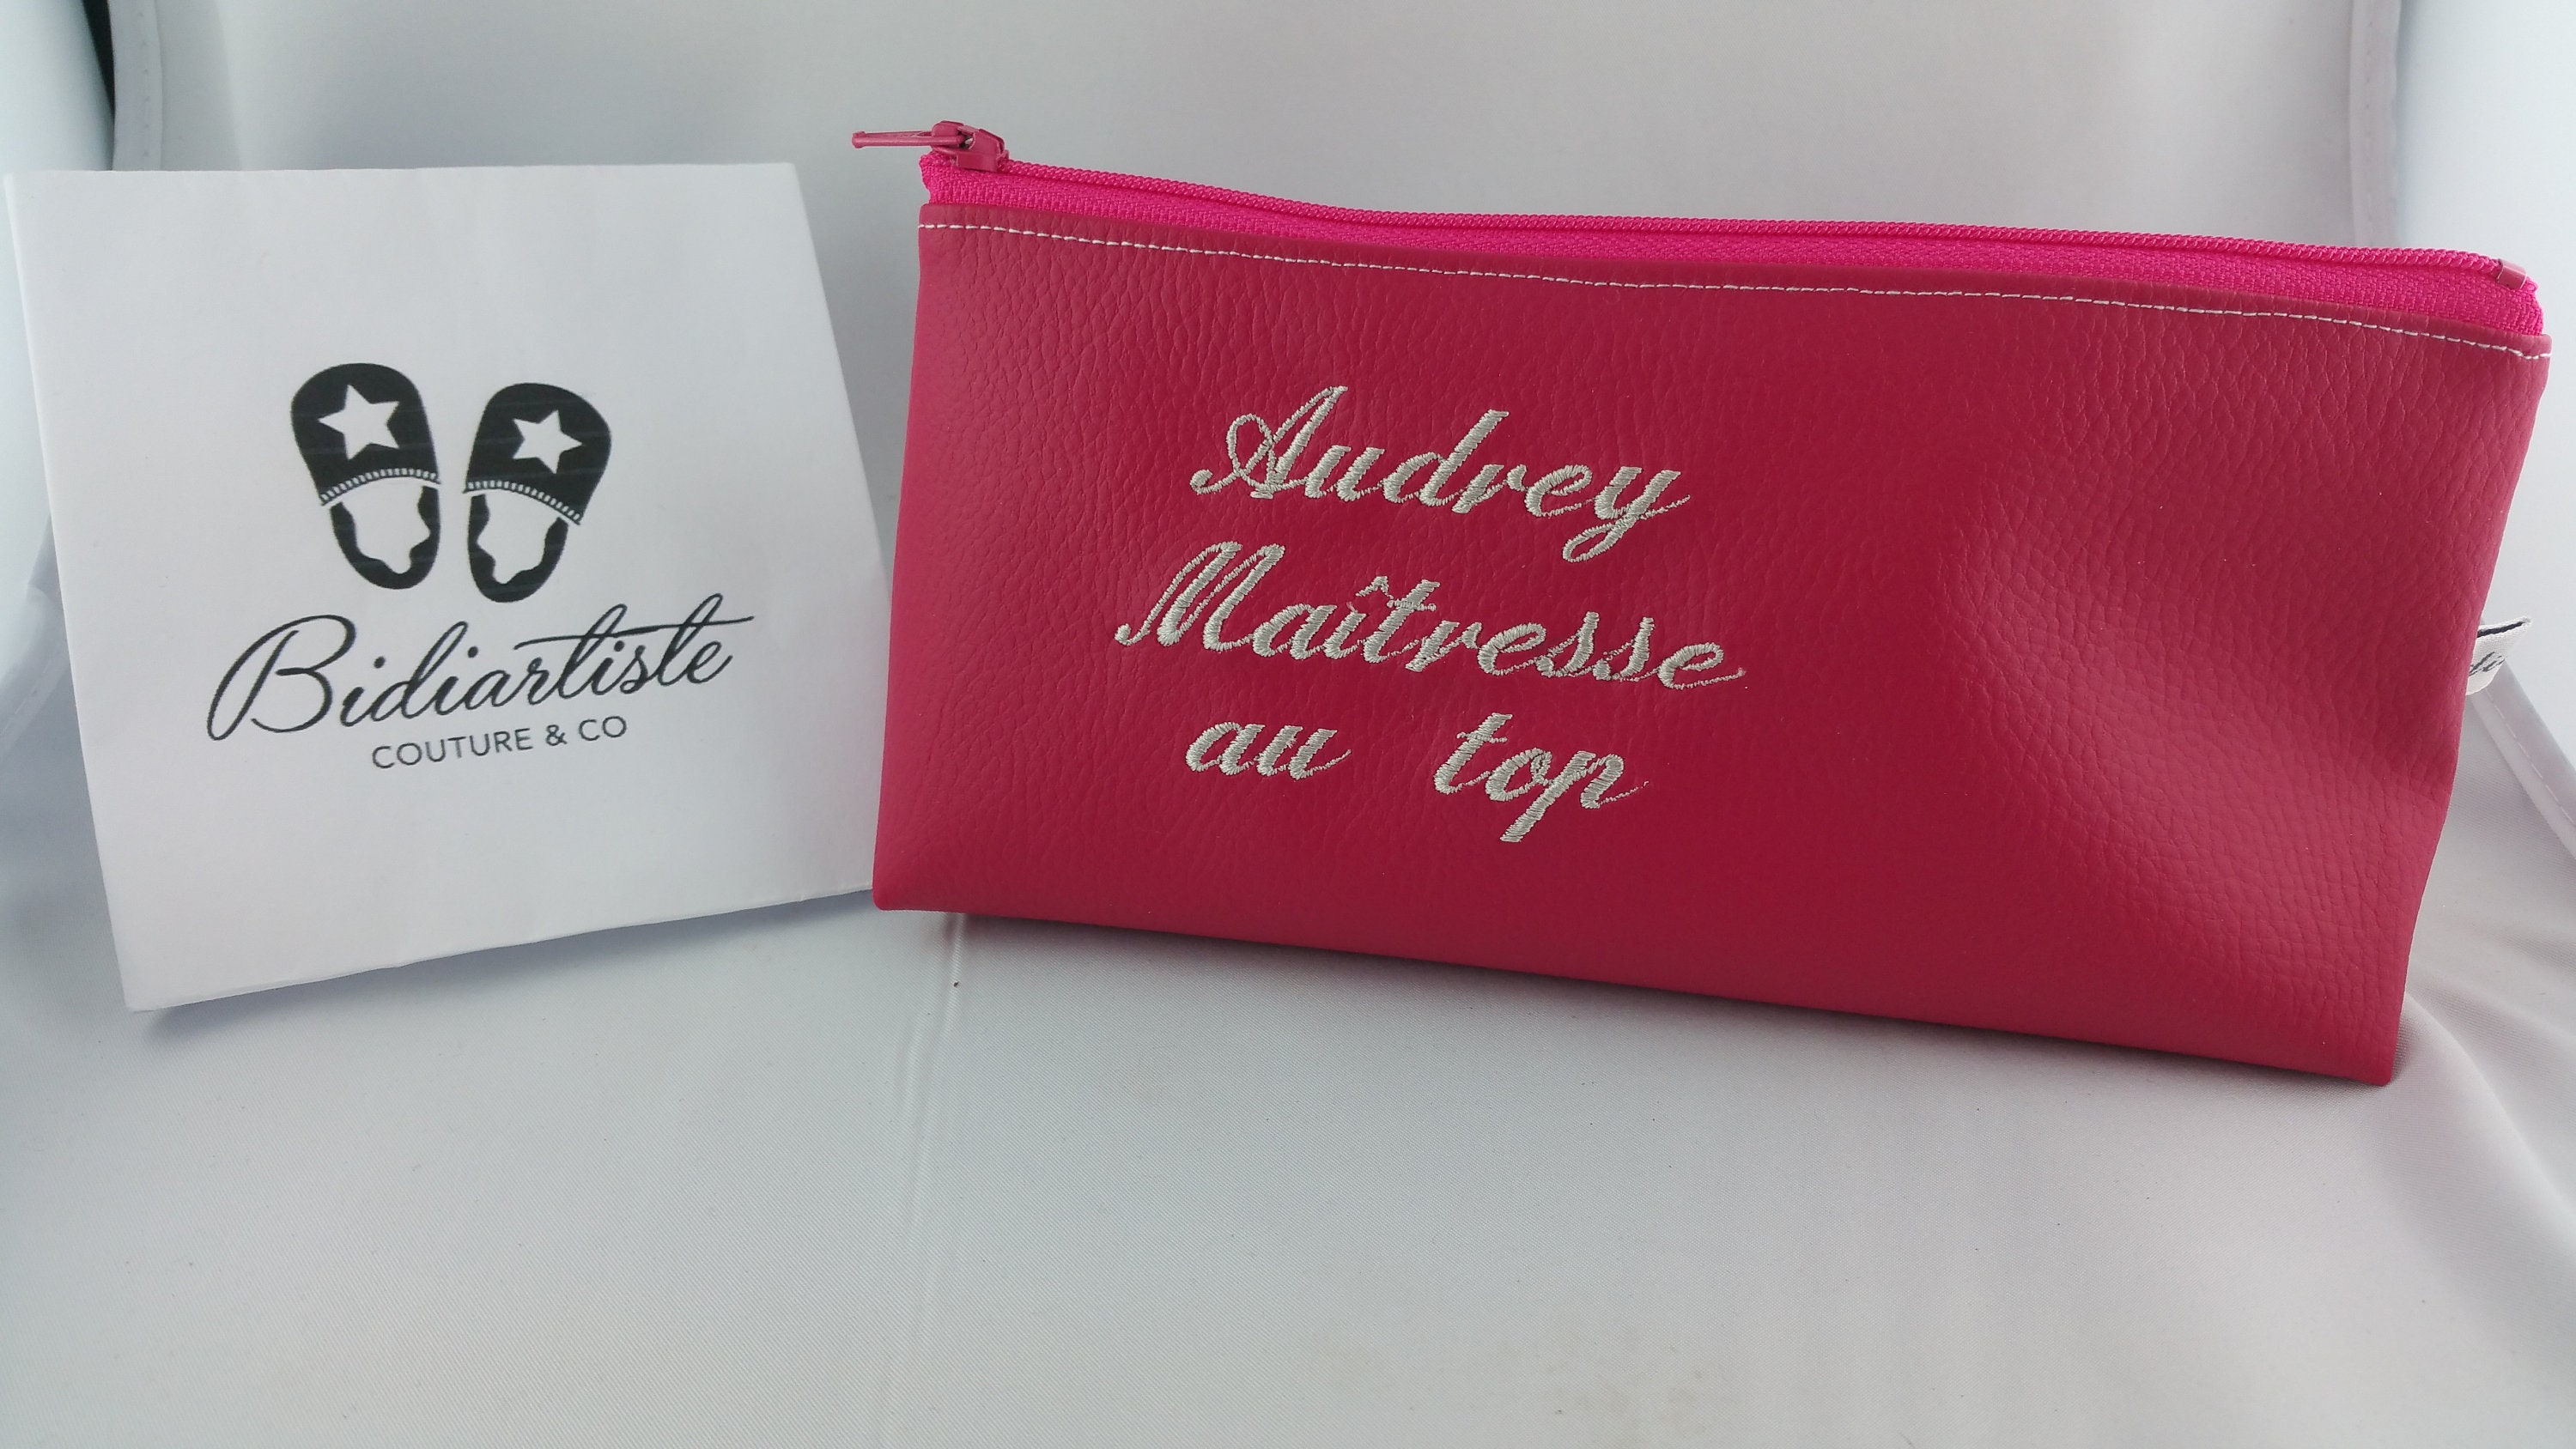 Bidiartiste
COUTURE & CO
Audrey
Maîtresse
au top